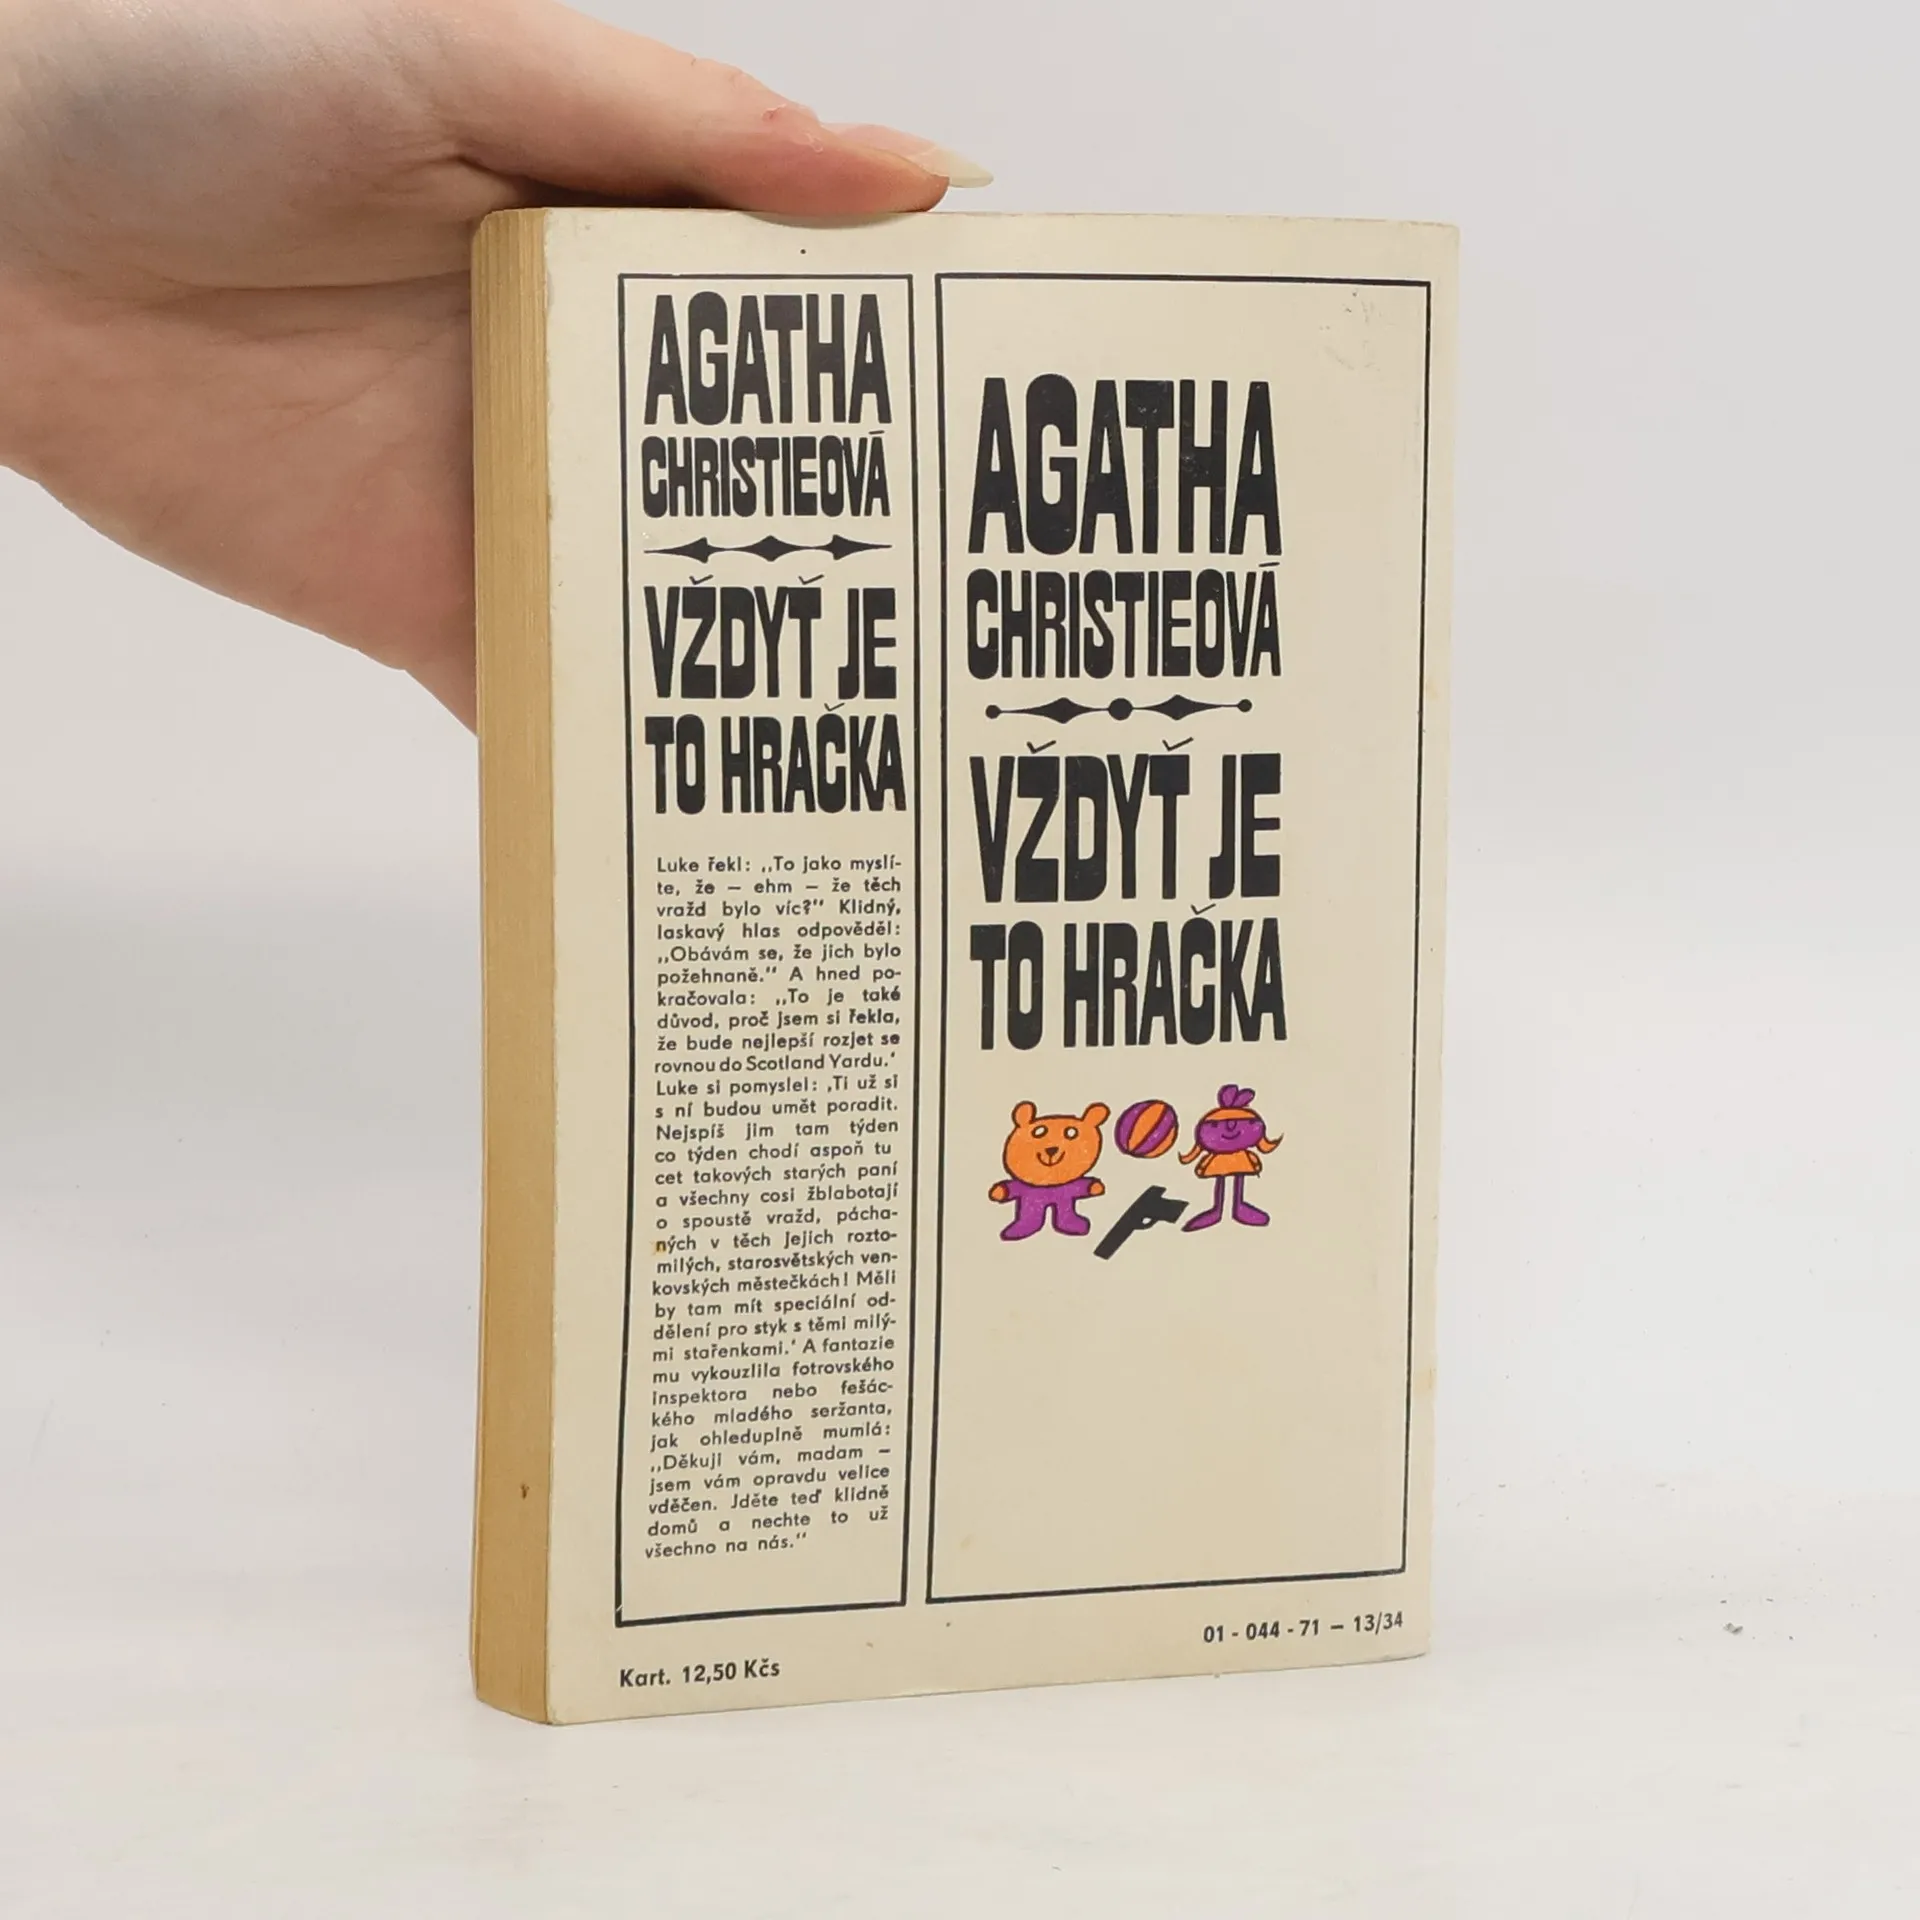 AGATHA
CHRISTIEOVÁ
VŽDYŤ JE
TO HRAČKA
Luke řekl: „To jako myslí-
te, že – ehm – že těch
vražd bylo víc?" Klidný,
laskavý hlas odpověděl:
„Obávám se, že jich bylo
požehnaně." A hned po-
kračovala: „To je také
důvod, proč jsem si řekla,
že bude nejlepší rozjet se
rovnou do Scotland Yardu.'
Luke si pomyslel: ‚Ti už si
s ní budou umět poradit.
Nejspíš jim tam týden
co týden chodí aspoň tu
cet takových starých paní
a všechny cosi žblabotají
o spoustě vražd, pácha-
ných v těch jejich rozto-
milých, starosvětských ven-
kovských městečkách! Měli
by tam mít speciální od-
dělení pro styk s těmi milý-
mi stařenkami.' A fantazie
mu vykouzlila fotrovského
inspektora nebo fešác-
kého mladého seržanta,
jak ohleduplně mumlá:
„Děkuji vám, madam –
jsem vám opravdu velice
vděčen. Jděte teď klidně
domů a nechte to už
všechno na nás."
Kart. 12,50 Kčs
AGATHA
CHRISTIEOVÁ
VŽDYŤ JE
TO HRAČKA
01 - 044 - 71 – 13/34